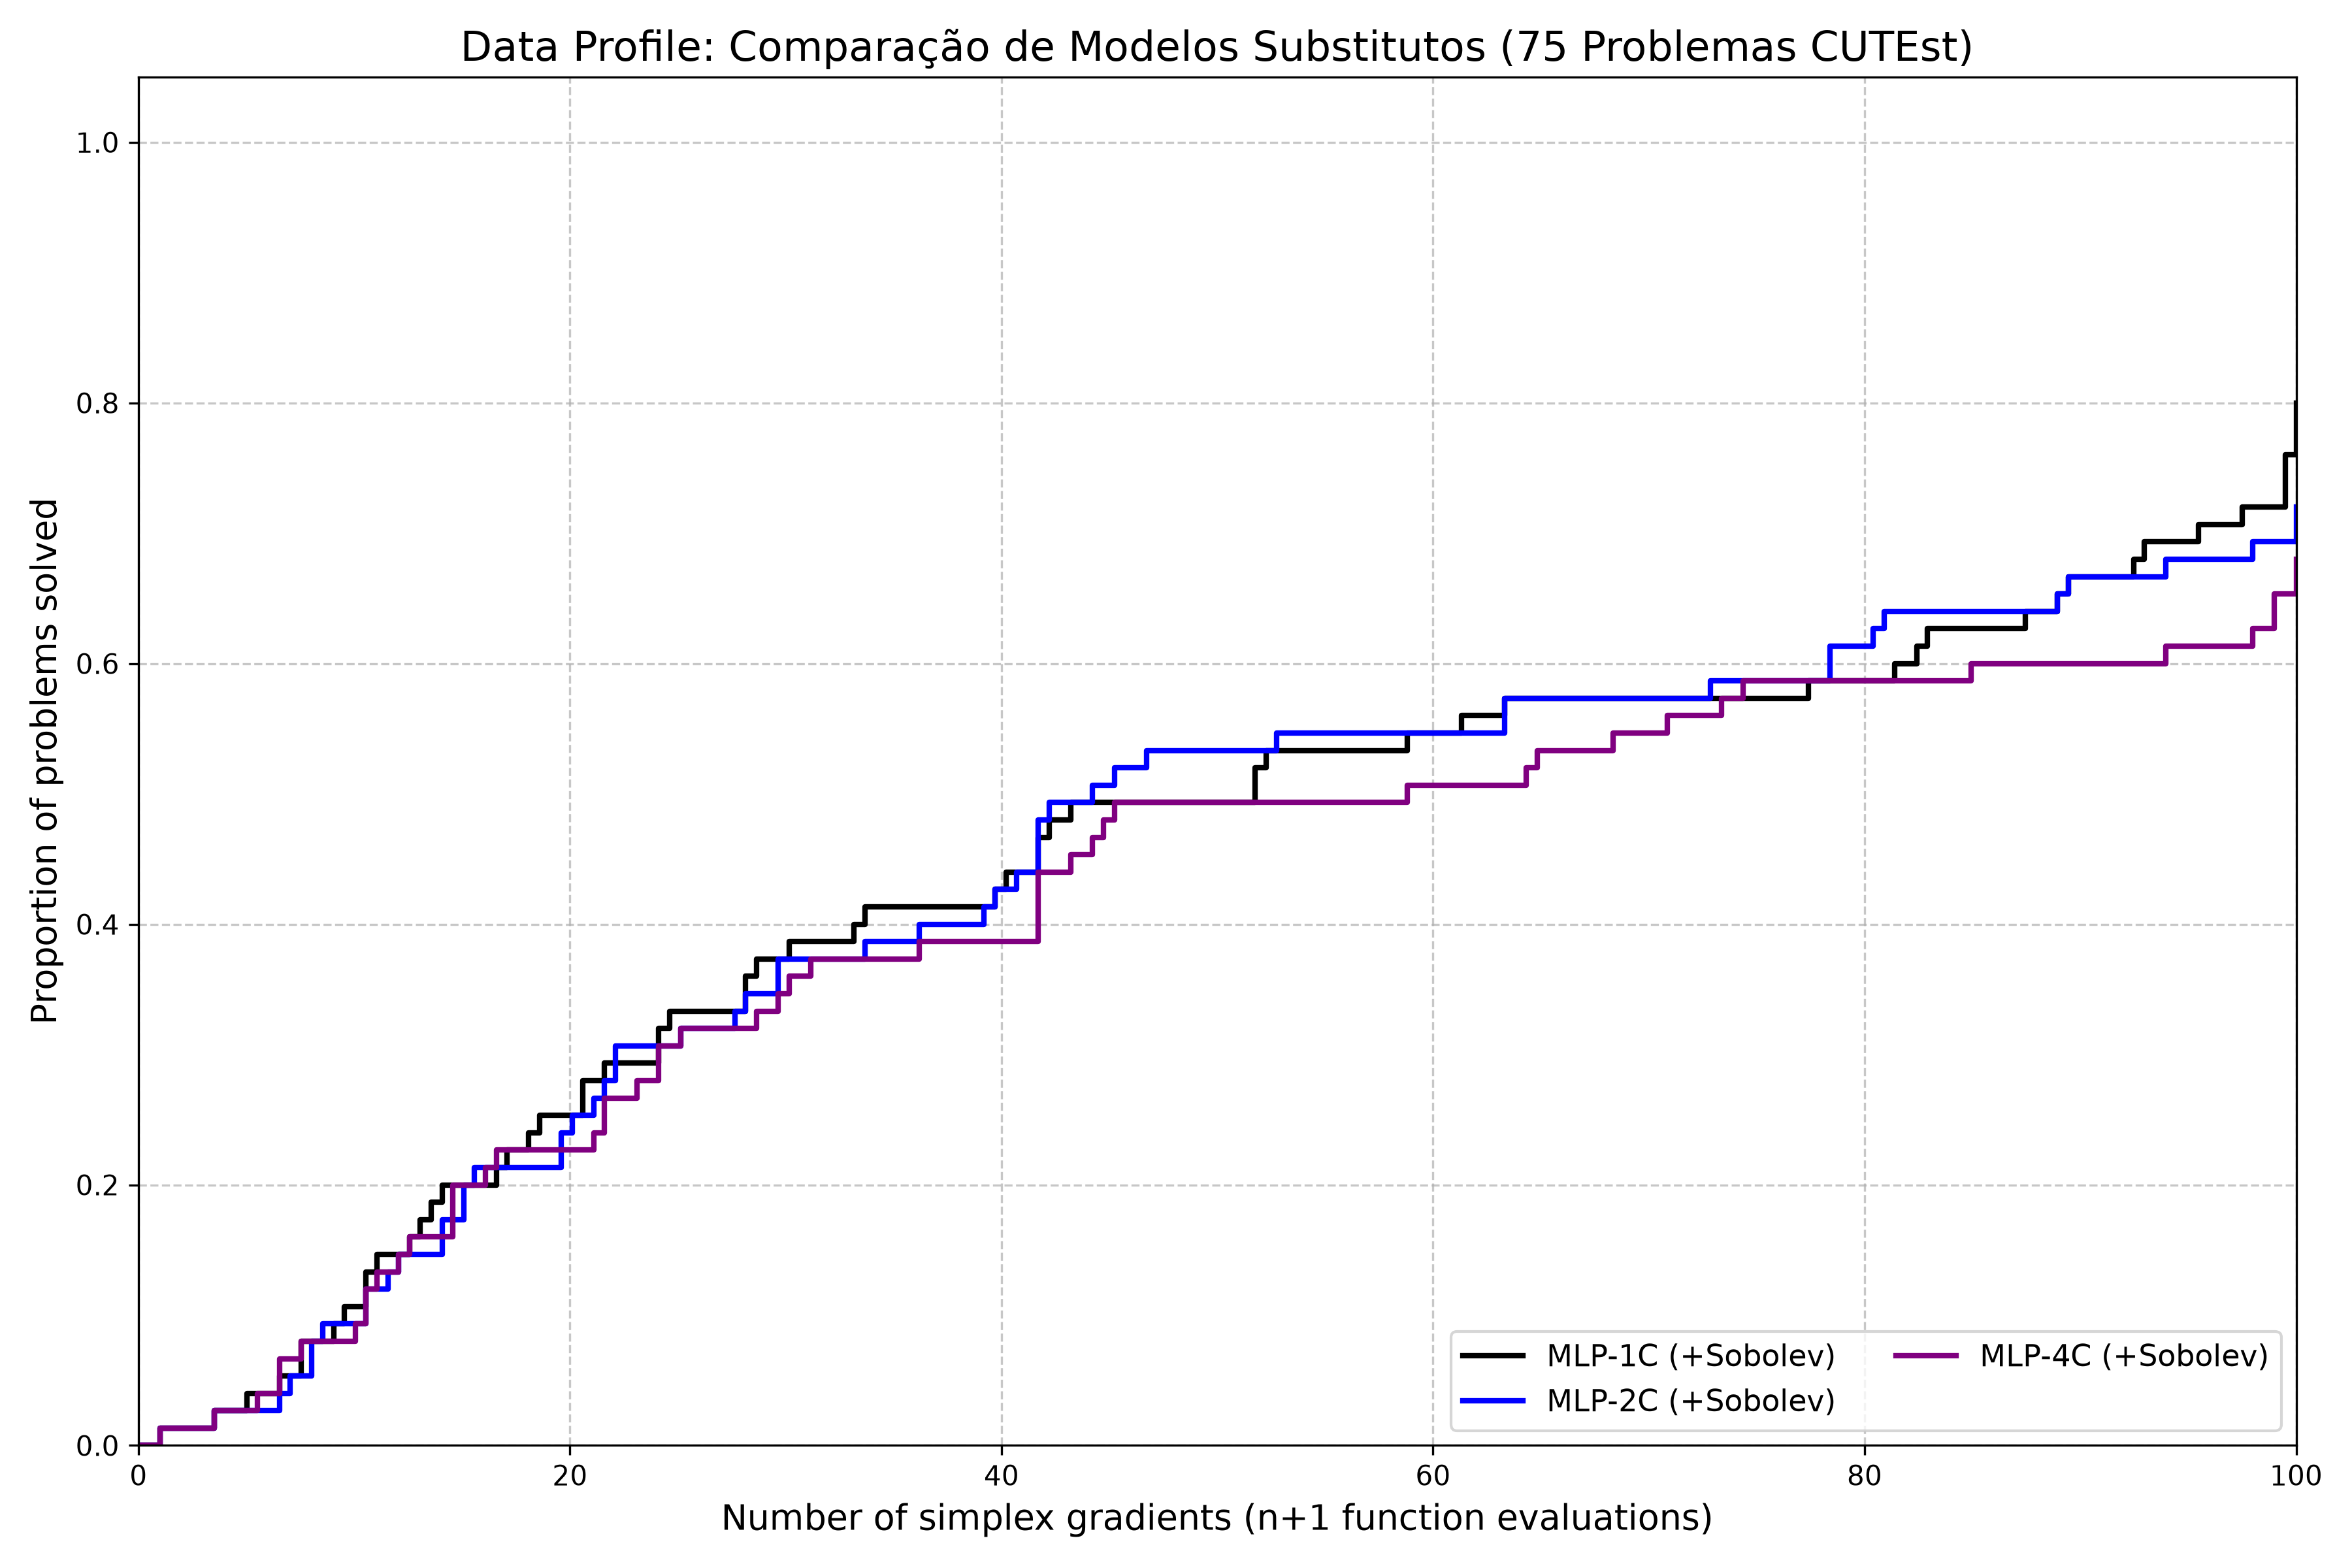 Data Profile: Comparação de Modelos Substitutos (75 Problemas CUTEst)
Proportion of problems solved
1.0
0.8
0.6
0.4
0.2
0.0
0 20 40 60 80 100
Number of simplex gradients (n+1 function evaluations)
MLP-1C (+Sobolev)
MLP-2C (+Sobolev)
MLP-4C (+Sobolev)